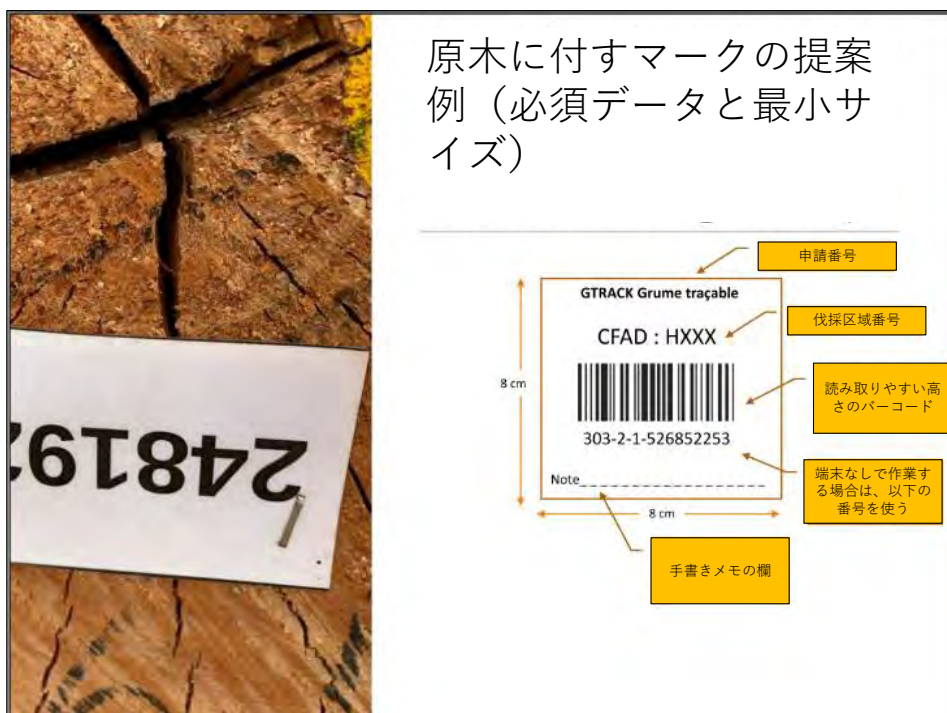 原木に付すマークの提案
例（必須データと最小サ
イズ）
申請番号
GTRACK Grume traçable
伐採区域番号
CFAD : HXXX
8 cm
読み取りやすい高
さのバーコード
303-2-1-526852253
端末なしで作業す
る場合は、以下の
番号を使う
Note
8 cm
手書きメモの欄